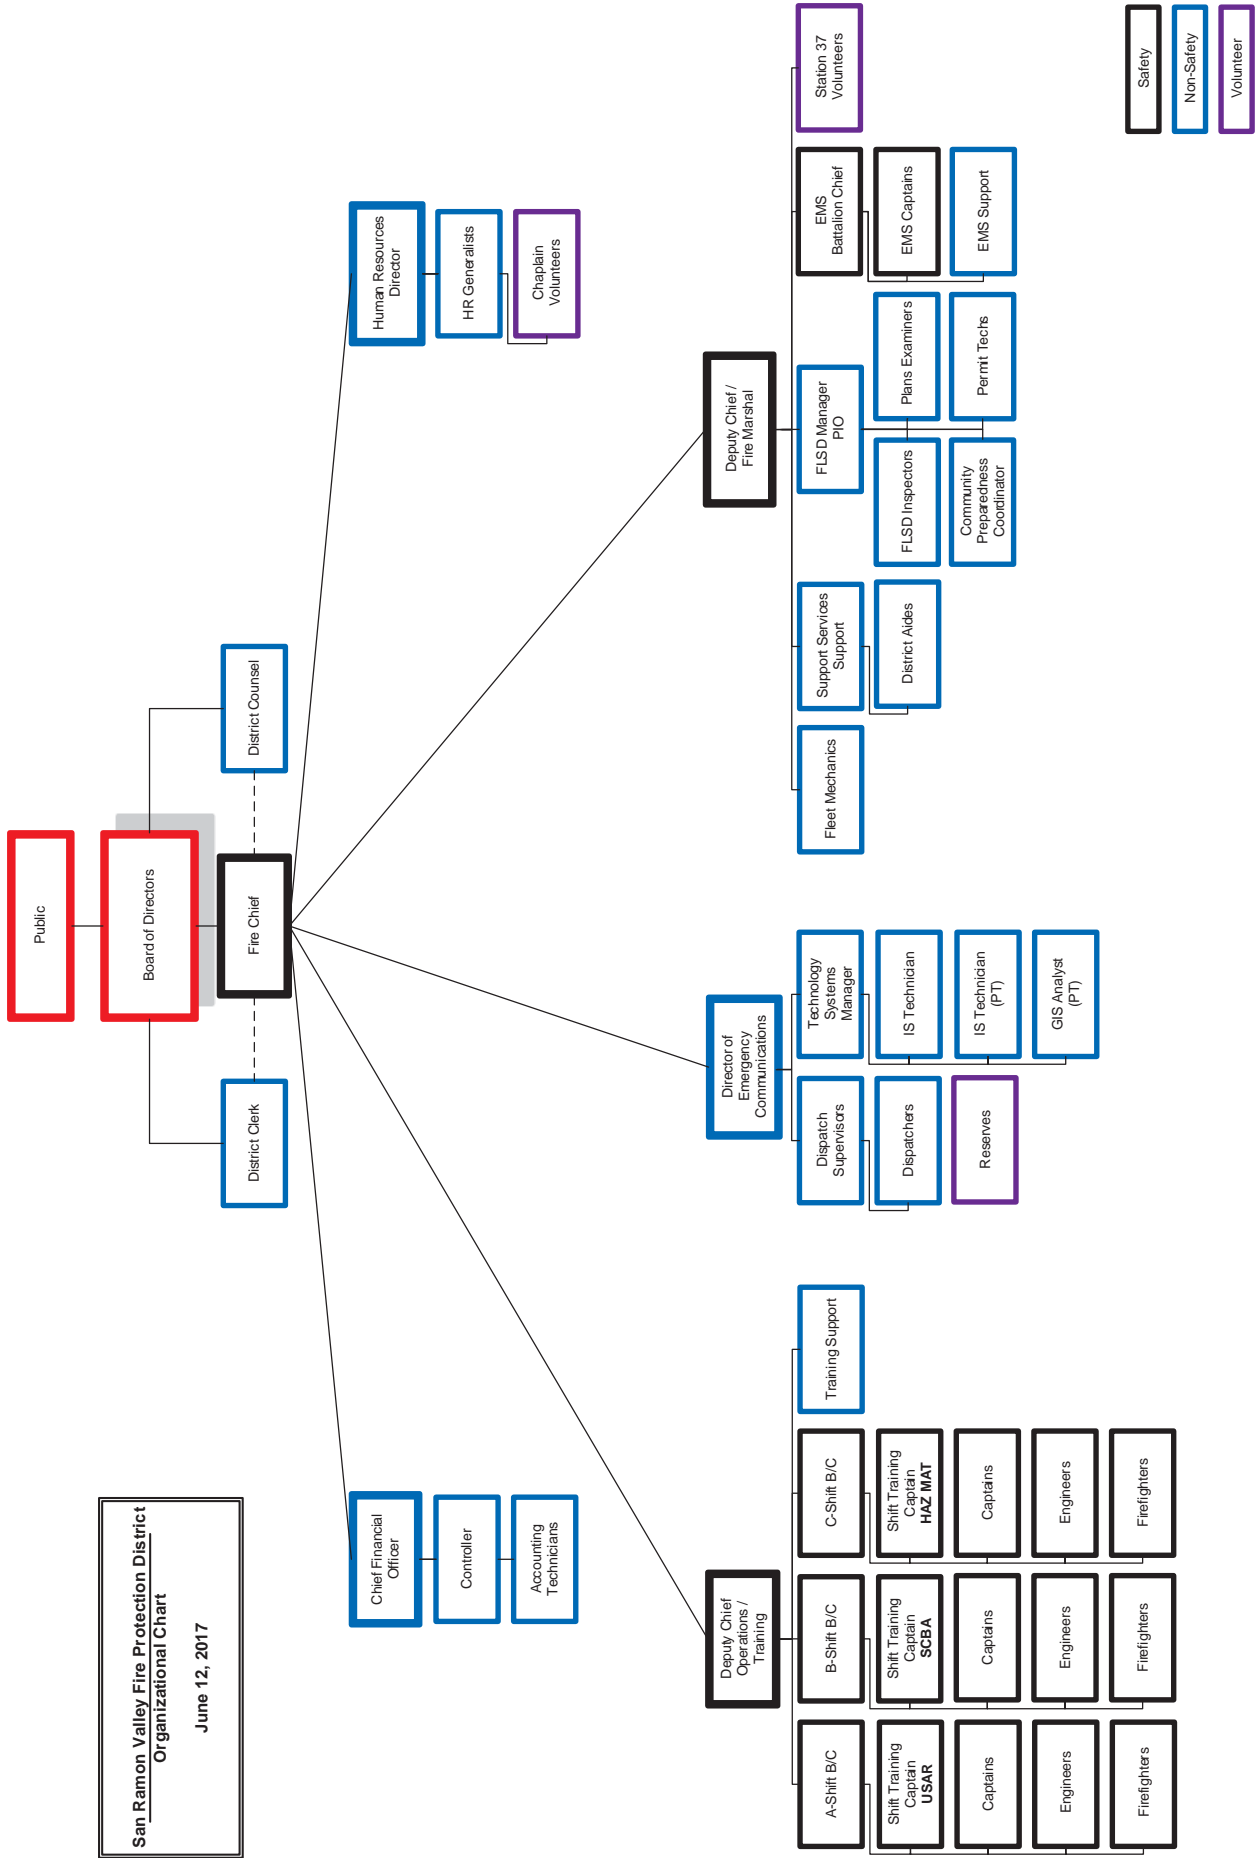 San Ramon Valley Fire Protection District
Organizational Chart
June 12, 2017
Public
Board of Directors
District Clerk
Fire Chief
District Counsel
Chief Financial
Officer
Controller
Accounting
Technicians
Human Resources
Director
HR Generalists
Chaplain
Volunteers
Deputy Chief
Operations /
Training
A-Shift B/C
Shift Training
Captain
USAR
Captains
Engineers
Firefighters
B-Shift B/C
Shift Training
Captain
SCBA
Captains
Engineers
Firefighters
C-Shift B/C
Shift Training
Captain
HAZ MAT
Captains
Engineers
Firefighters
Training Support
Director of
Emergency
Communications
Dispatch
Supervisors
Dispatchers
Reserves
Technology
Systems
Manager
IS Technician
IS Technician
(PT)
GIS Analyst
(PT)
Deputy Chief /
Fire Marshal
Fleet Mechanics
Support Services
Support
District Aides
FLSD Manager
PIO
FLSD Inspectors
Plans Examiners
Community
Preparedness
Coordinator
Permit Techs
EMS
Battalion Chief
EMS Captains
EMS Support
Station 37
Volunteers
Safety
Non-Safety
Volunteer